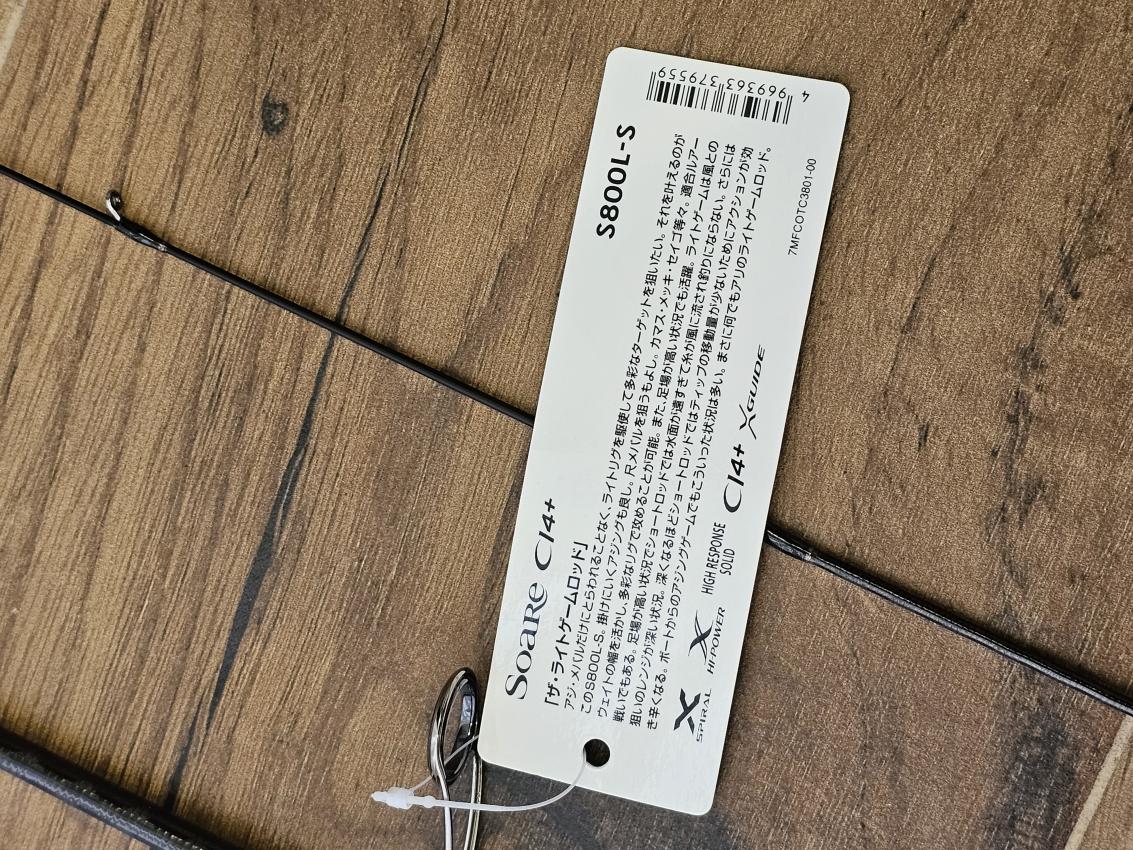 Soare CI4+
S800L-S
「ザ・ライトゲームロッド」
アジ・メバルだけにとらわれることなく、ライトリグを駆使して多彩なターゲットを狙いたい。それを叶えるのが
このS800L-S。掛けにいくアジングも良し。尺メバルを狙うもよし。カマス・メッキ・セイゴ等々。適合ルアー
ウェイトの幅を活かし、多彩なリグで攻めることが可能。また、足場が高い状況でも活躍。ライトゲームは風との
戦いでもある。足場が高い状況でショートロッドでは水面が遠すぎて糸が風に流され釣りにならない。さらには
狙いのレンジが深い状況。深くなるほどショートロッドではティップの移動量が少ないためにアクションが効
き辛くなる。ボートからのアジングゲームでもこういった状況は多い。まさに何でもアリのライトゲームロッド。
X SPIRAL
X HI-POWER
HIGH RESPONSE
SOLID
CI4+
X GUIDE
7MFCOTC3801-00
4 969363 379559